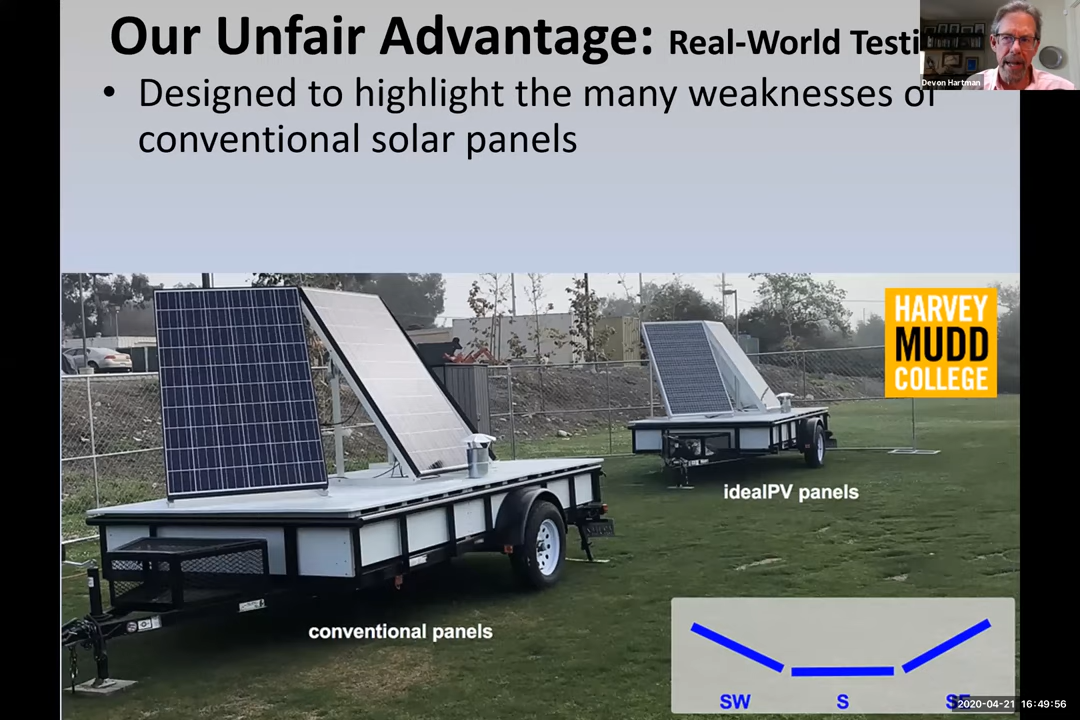 Our Unfair Advantage: Real-World Testi
Devon Hartman
• Designed to highlight the many weaknesses of
conventional solar panels
HARVEY
MUDD
COLLEGE
idealPV panels
conventional panels
SW S SE
2020-04-21 16:49:56